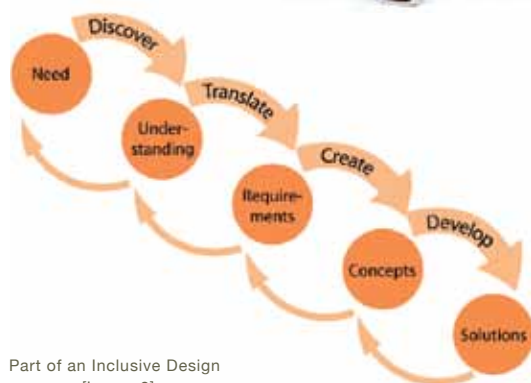 Discover
Need
Translate
Under-
standing
Create
Require-
ments
Develop
Concepts
Solutions
Part of an Inclusive Design